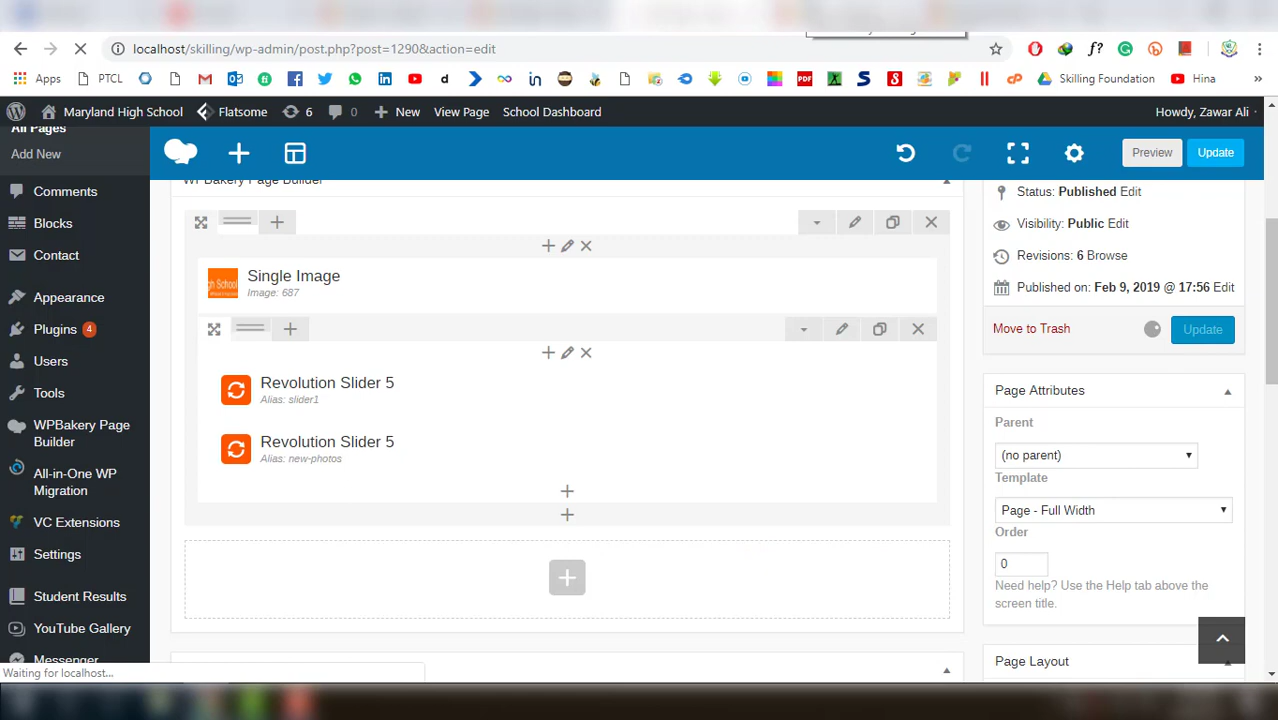 localhost/skilling/wp-admin/post.php?post=1290&action=edit
Apps PTCL Skilling Foundation Hina
Maryland High School Flatsome 6 0 New View Page School Dashboard Howdy, Zawar Ali
All Pages
Add New
Preview
Update
Comments
Blocks
Contact
Appearance
Plugins 4
Users
Tools
WPBakery Page
Builder
All-in-One WP
Migration
VC Extensions
Settings
Student Results
YouTube Gallery
Messenger
Waiting for localhost...
WPBakery Page Builder
Single Image
Image: 687
Revolution Slider 5
Alias: slider1
Revolution Slider 5
Alias: new-photos
Status: Published Edit
Visibility: Public Edit
Revisions: 6 Browse
Published on: Feb 9, 2019 @ 17:56 Edit
Move to Trash
Update
Page Attributes
Parent
(no parent)
Template
Page - Full Width
Order
0
Need help? Use the Help tab above the
screen title.
Page Layout